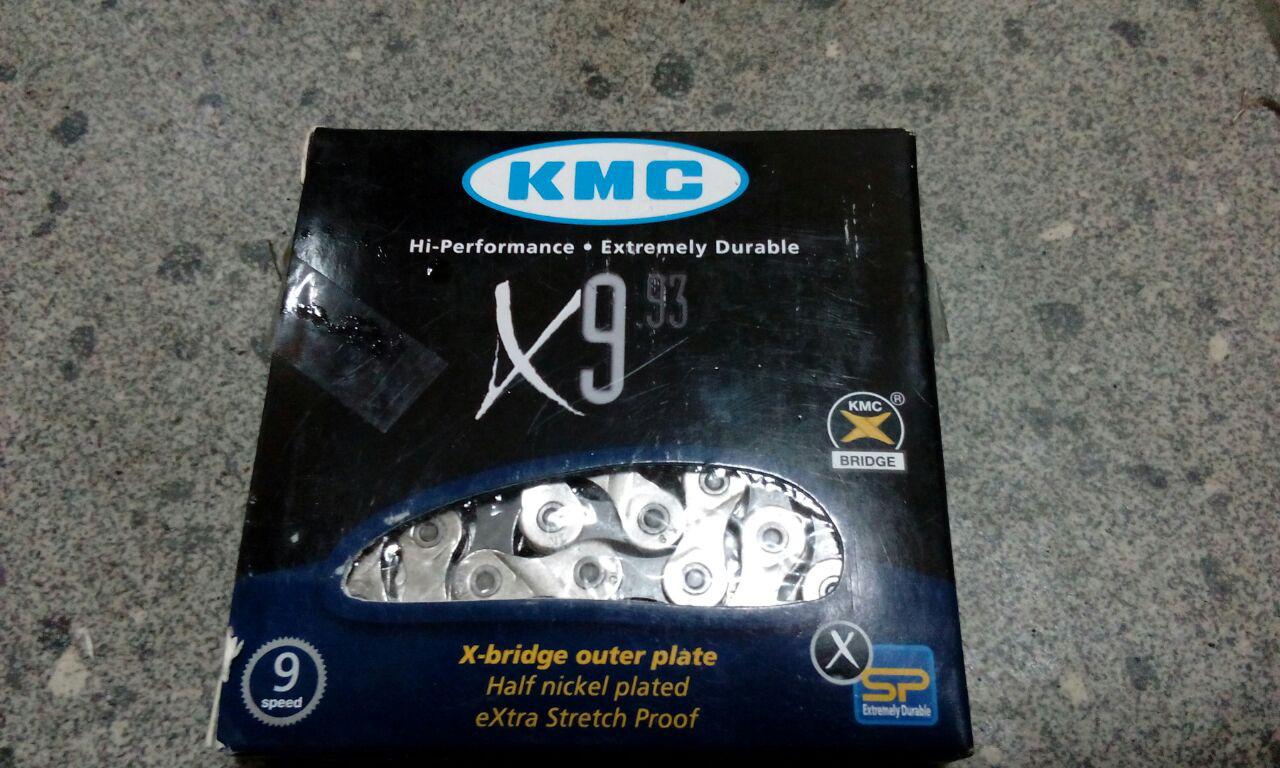 KMC
Hi-Performance • Extremely Durable
X9.93
KMC ®
BRIDGE
X-bridge outer plate
Half nickel plated
eXtra Stretch Proof
9
speed
X
SP
Extremely Durable